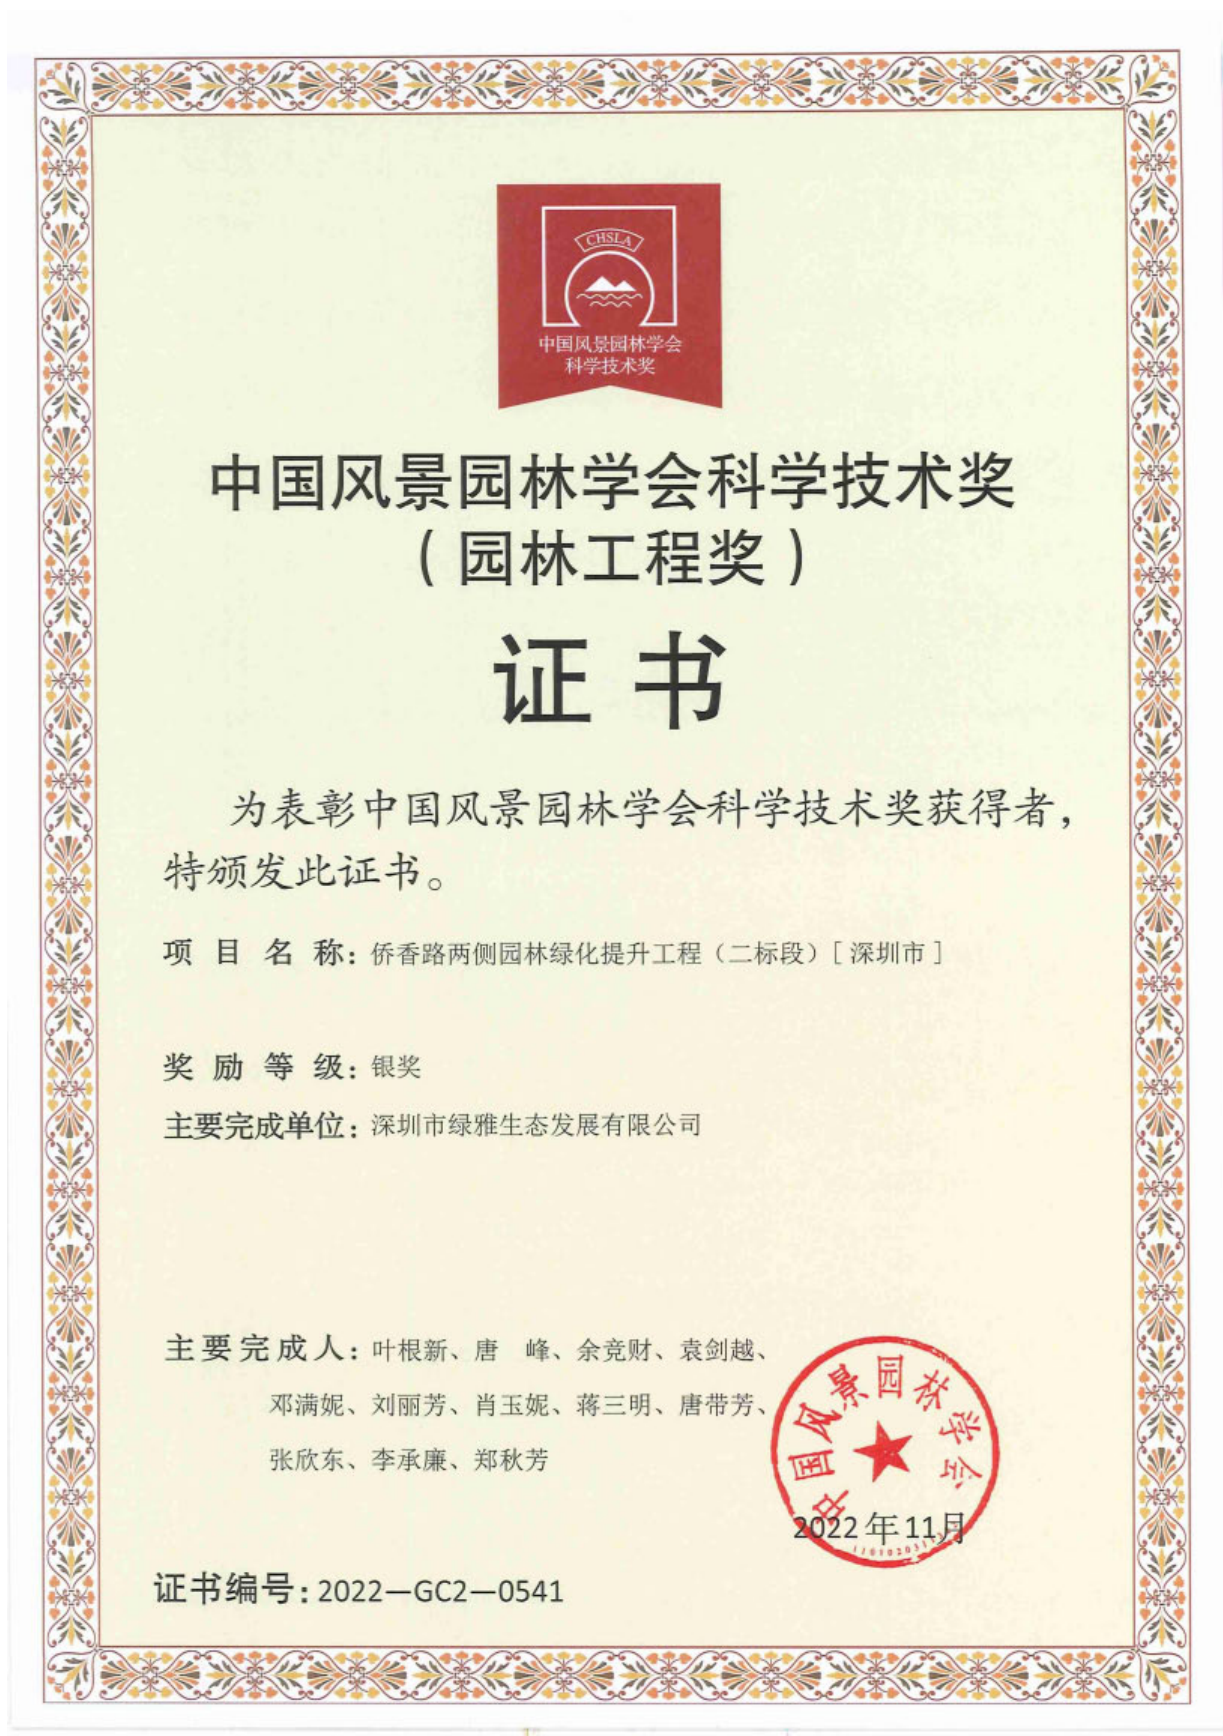 CHSLA
中国风景园林学会
科学技术奖
中国风景园林学会科学技术奖
（园林工程奖）
证书
为表彰中国风景园林学会科学技术奖获得者，
特颁发此证书。
项目名称：侨香路两侧园林绿化提升工程（二标段）［深圳市］
奖励等级：银奖
主要完成单位：深圳市绿雅生态发展有限公司
主要完成人：叶根新、唐　峰、余竞财、袁剑越、
邓满妮、刘丽芳、肖玉妮、蒋三明、唐带芳、
张欣东、李承廉、郑秋芳
中国风景园林学会
2022年11月
证书编号：2022—GC2—0541